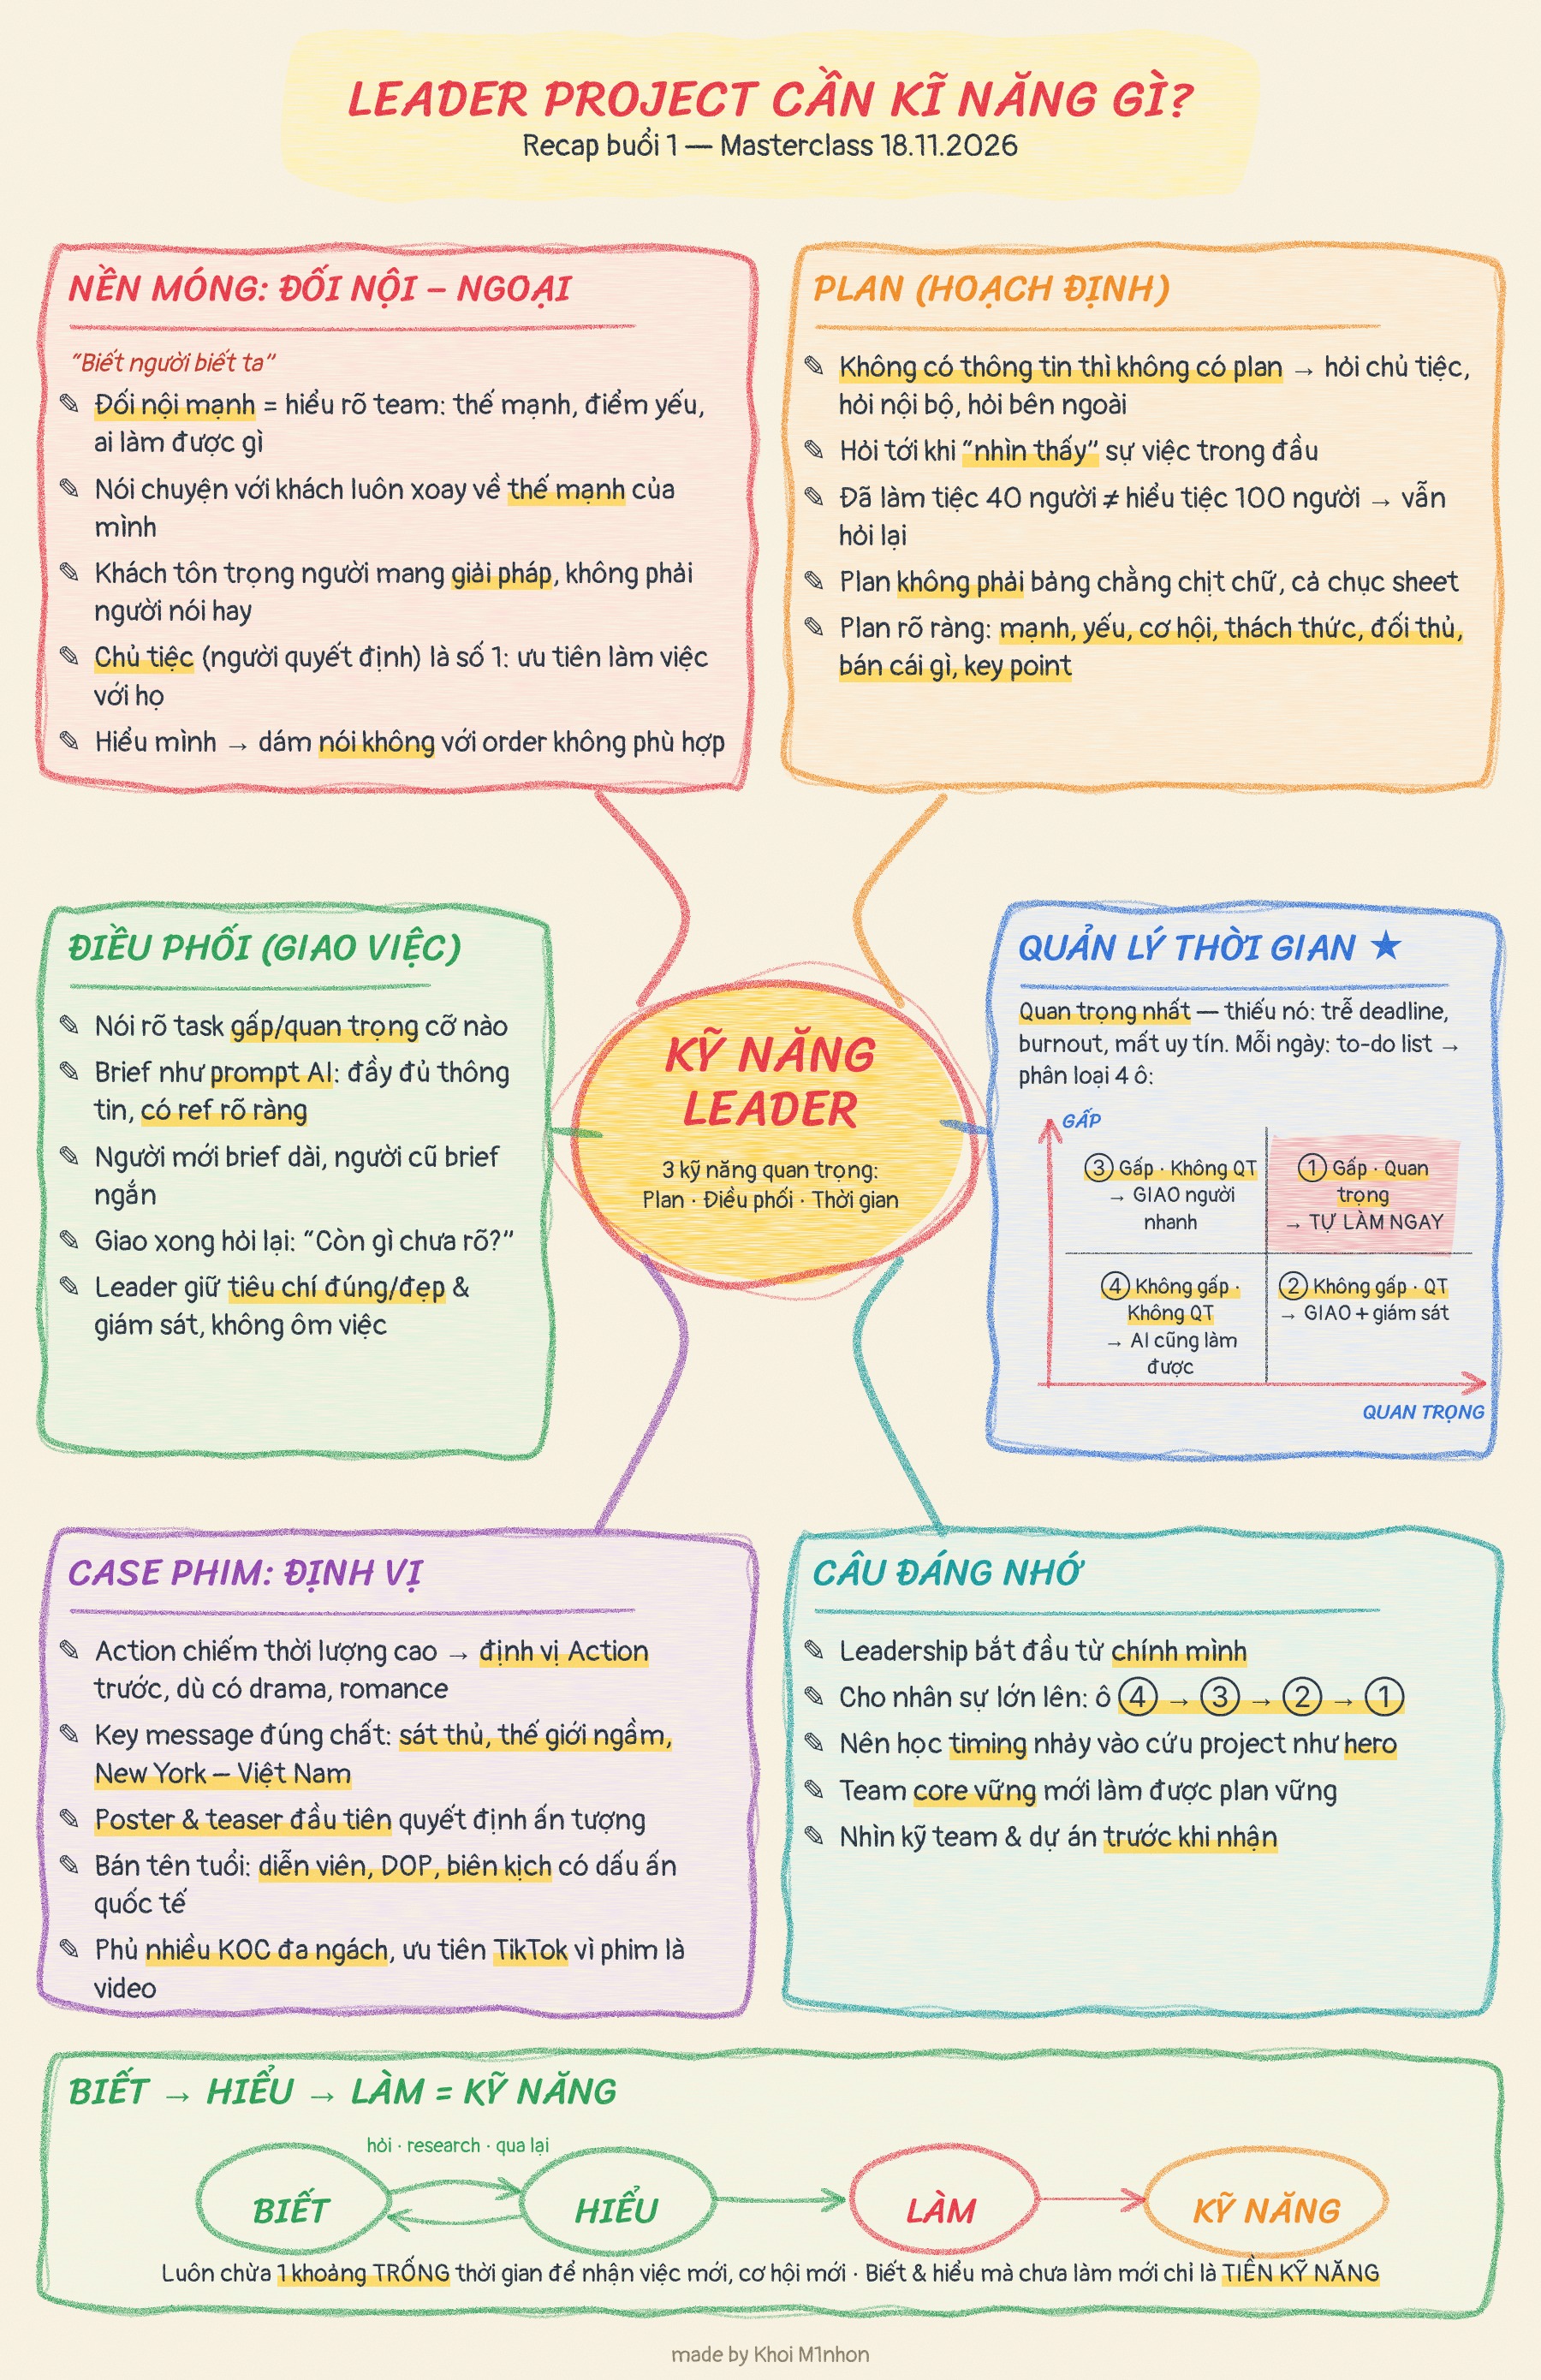 LEADER PROJECT CẦN KĨ NĂNG GÌ?
Recap buổi 1 — Masterclass 18.11.2026
NỀN MÓNG: ĐỐI NỘI – NGOẠI
“Biết người biết ta”
✎ Đối nội mạnh = hiểu rõ team: thế mạnh, điểm yếu,
ai làm được gì
✎ Nói chuyện với khách luôn xoay về thế mạnh của
mình
✎ Khách tôn trọng người mang giải pháp, không phải
người nói hay
✎ Chủ tiệc (người quyết định) là số 1: ưu tiên làm việc
với họ
✎ Hiểu mình → dám nói không với order không phù hợp
PLAN (HOẠCH ĐỊNH)
✎ Không có thông tin thì không có plan → hỏi chủ tiệc,
hỏi nội bộ, hỏi bên ngoài
✎ Hỏi tới khi “nhìn thấy” sự việc trong đầu
✎ Đã làm tiệc 40 người ≠ hiểu tiệc 100 người → vẫn
hỏi lại
✎ Plan không phải bảng chằng chịt chữ, cả chục sheet
✎ Plan rõ ràng: mạnh, yếu, cơ hội, thách thức, đối thủ,
bán cái gì, key point
ĐIỀU PHỐI (GIAO VIỆC)
✎ Nói rõ task gấp/quan trọng cỡ nào
✎ Brief như prompt AI: đầy đủ thông
tin, có ref rõ ràng
✎ Người mới brief dài, người cũ brief
ngắn
✎ Giao xong hỏi lại: “Còn gì chưa rõ?”
✎ Leader giữ tiêu chí đúng/đẹp &
giám sát, không ôm việc
KỸ NĂNG
LEADER
3 kỹ năng quan trọng:
Plan · Điều phối · Thời gian
QUẢN LÝ THỜI GIAN ★
Quan trọng nhất — thiếu nó: trễ deadline,
burnout, mất uy tín. Mỗi ngày: to-do list →
phân loại 4 ô:
GẤP
③ Gấp · Không QT
→ GIAO người
nhanh
① Gấp · Quan
trọng
→ TỰ LÀM NGAY
④ Không gấp ·
Không QT
→ AI cũng làm
được
② Không gấp · QT
→ GIAO + giám sát
QUAN TRỌNG
CASE PHIM: ĐỊNH VỊ
✎ Action chiếm thời lượng cao → định vị Action
trước, dù có drama, romance
✎ Key message đúng chất: sát thủ, thế giới ngầm,
New York – Việt Nam
✎ Poster & teaser đầu tiên quyết định ấn tượng
✎ Bán tên tuổi: diễn viên, DOP, biên kịch có dấu ấn
quốc tế
✎ Phủ nhiều KOC đa ngách, ưu tiên TikTok vì phim là
video
CÂU ĐÁNG NHỚ
✎ Leadership bắt đầu từ chính mình
✎ Cho nhân sự lớn lên: ô ④ → ③ → ② → ①
✎ Nên học timing nhảy vào cứu project như hero
✎ Team core vững mới làm được plan vững
✎ Nhìn kỹ team & dự án trước khi nhận
BIẾT → HIỂU → LÀM = KỸ NĂNG
hỏi · research · qua lại
BIẾT HIỂU LÀM KỸ NĂNG
Luôn chừa 1 khoảng TRỐNG thời gian để nhận việc mới, cơ hội mới · Biết & hiểu mà chưa làm mới chỉ là TIỀN KỸ NĂNG
made by Khoi M1nhon